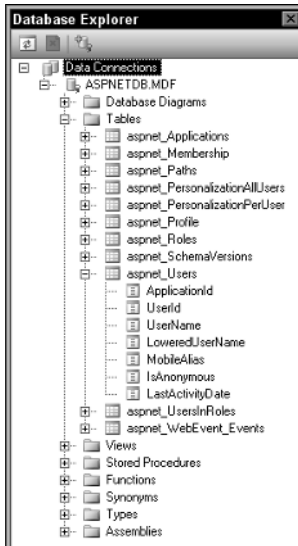 Database Explorer
Data Connections
ASPNETDB.MDF
Database Diagrams
Tables
aspnet_Applications
aspnet_Membership
aspnet_Paths
aspnet_PersonalizationAllUsers
aspnet_PersonalizationPerUser
aspnet_Profile
aspnet_Roles
aspnet_SchemaVersions
aspnet_Users
ApplicationId
UserId
UserName
LoweredUserName
MobileAlias
IsAnonymous
LastActivityDate
aspnet_UsersInRoles
aspnet_WebEvent_Events
Views
Stored Procedures
Functions
Synonyms
Types
Assemblies